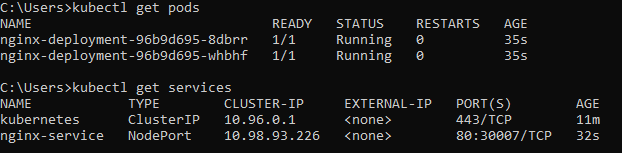 C:\Users>kubectl get pods
NAME READY STATUS RESTARTS AGE
nginx-deployment-96b9d695-8dbrr 1/1 Running 0 35s
nginx-deployment-96b9d695-whbhf 1/1 Running 0 35s
C:\Users>kubectl get services
NAME TYPE CLUSTER-IP EXTERNAL-IP PORT(S) AGE
kubernetes ClusterIP 10.96.0.1 <none> 443/TCP 11m
nginx-service NodePort 10.98.93.226 <none> 80:30007/TCP 32s